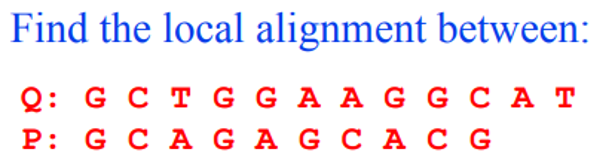 Find the local alignment between:
Q: G C T G G A A G G C A T
P: G C A G A G C A C G